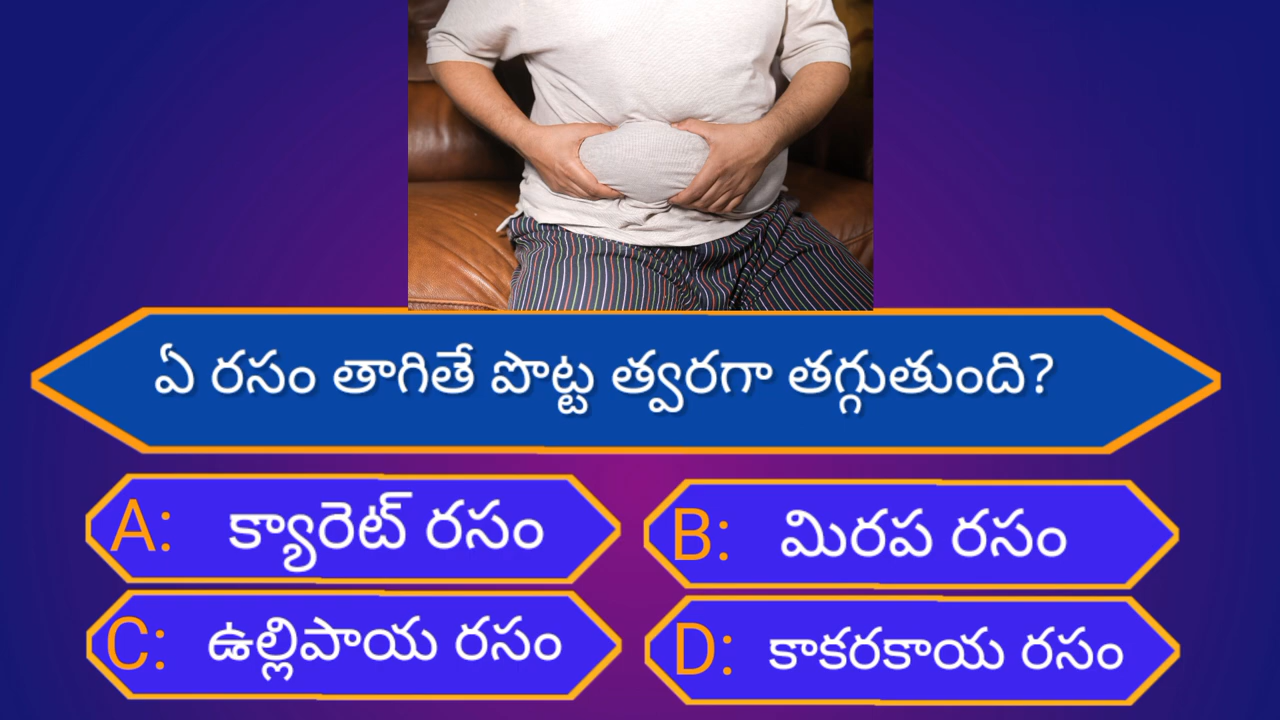 ఏ రసం తాగితే పొట్ట త్వరగా తగ్గుతుంది?
A: క్యారెట్ రసం
B: మిరప రసం
C: ఉల్లిపాయ రసం
D: కాకరకాయ రసం